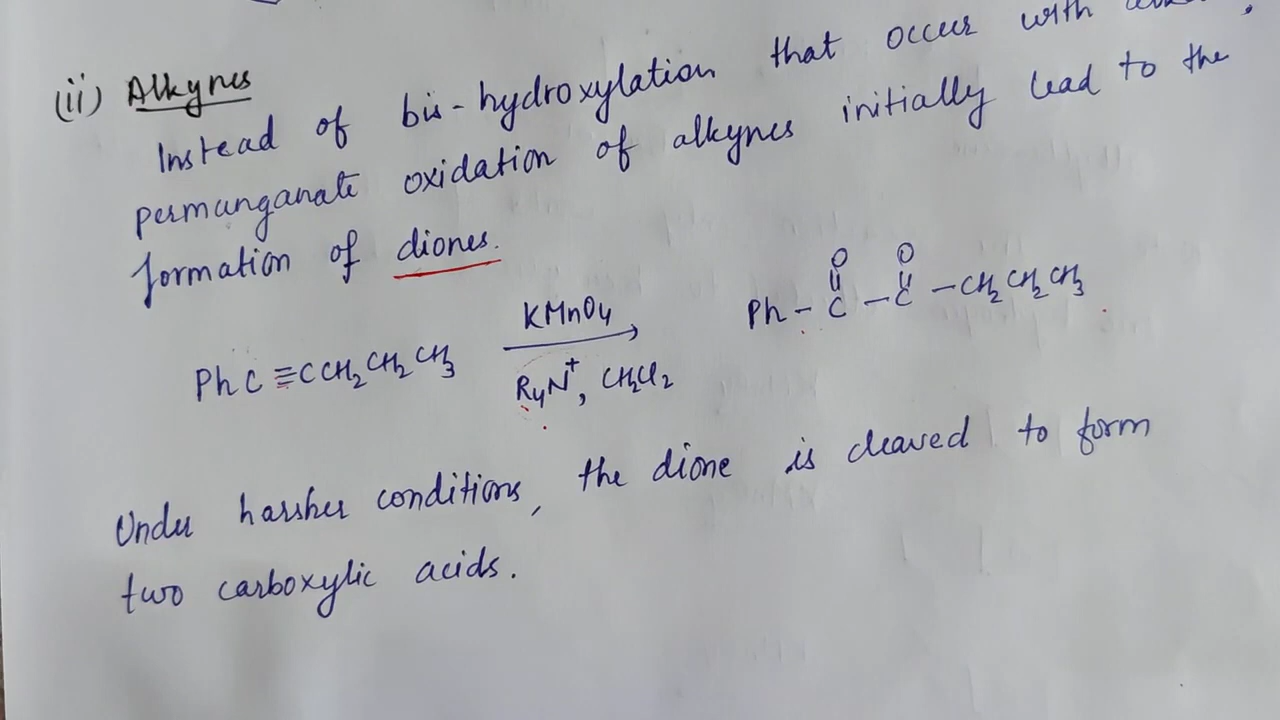 (ii) Alkynes
Instead of bis-hydroxylation that occur with
permanganate oxidation of alkynes initially lead to the
formation of diones.
PhC≡CCH₂CH₂CH₃ KMnO₄ R₄N⁺, CH₂Cl₂ Ph-C(=O)-C(=O)-CH₂CH₂CH₃
Under harsher conditions, the dione is cleaved to form
two carboxylic acids.